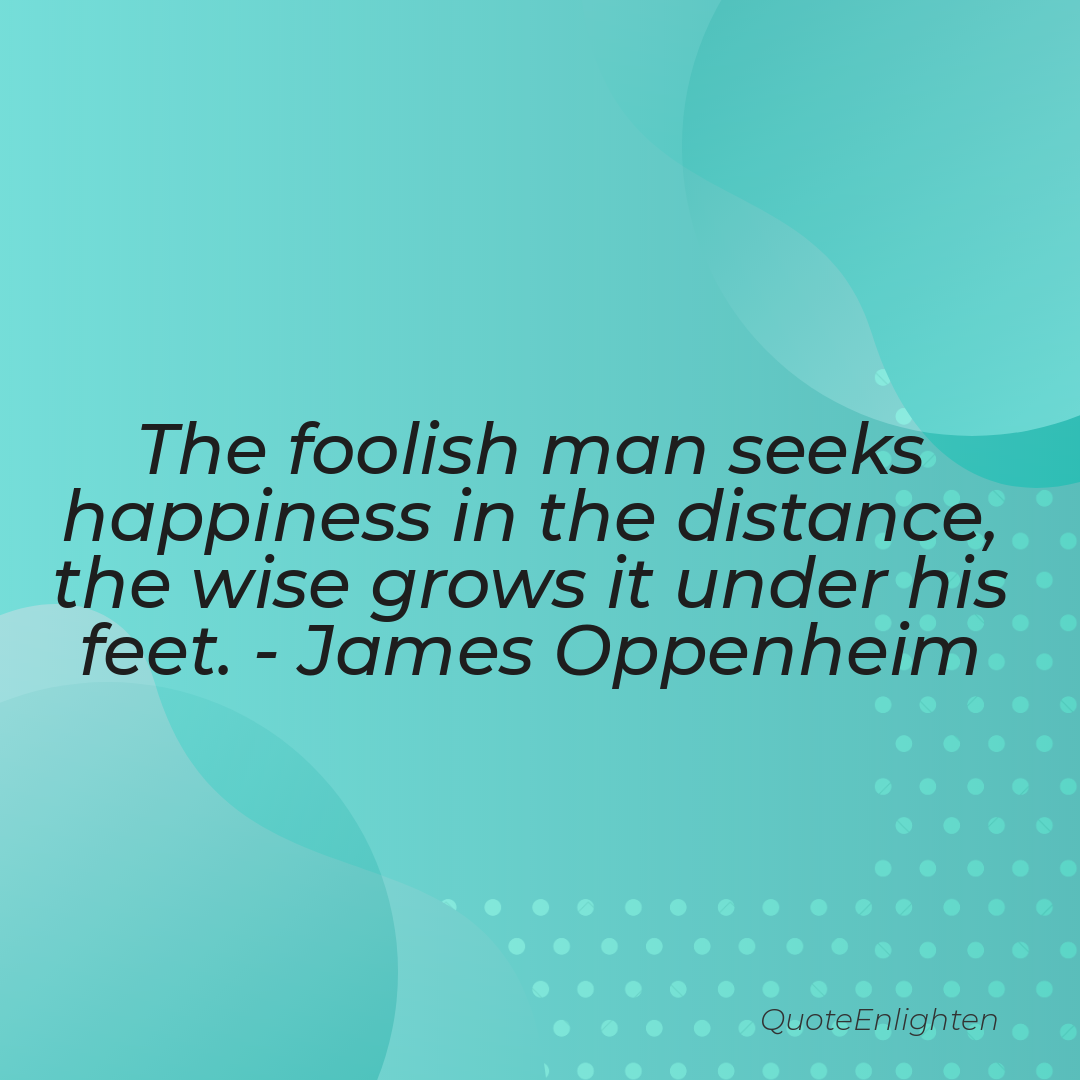 The foolish man seeks
happiness in the distance,
the wise grows it under his
feet. - James Oppenheim
QuoteEnlighten